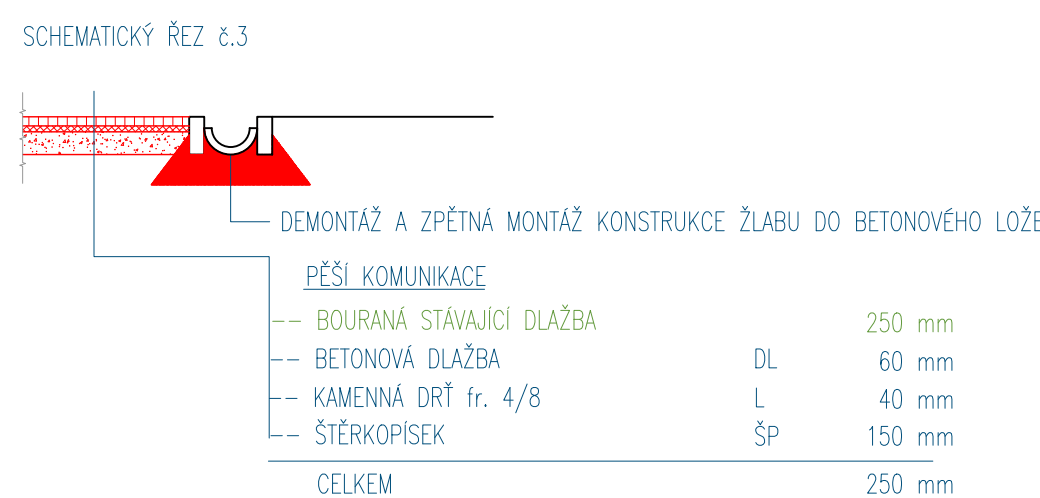 SCHEMATICKÝ ŘEZ č.3
DEMONTÁŽ A ZPĚTNÁ MONTÁŽ KONSTRUKCE ŽLABU DO BETONOVÉHO LOŽE
PĚŠÍ KOMUNIKACE
BOURANÁ STÁVAJÍCÍ DLAŽBA 250 mm
BETONOVÁ DLAŽBA DL 60 mm
KAMENNÁ DRŤ fr. 4/8 L 40 mm
ŠTĚRKOPÍSEK ŠP 150 mm
CELKEM 250 mm